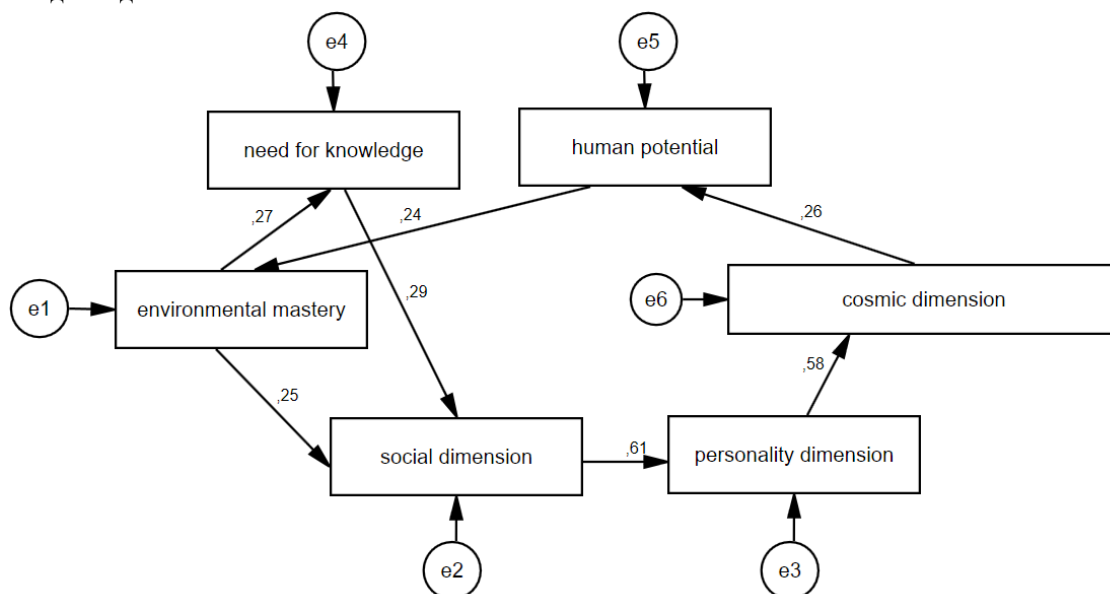 e4
e5
need for knowledge
human potential
,27
,24
,26
e1
environmental mastery
,29
e6
cosmic dimension
,25
,58
social dimension
,61
personality dimension
e2
e3